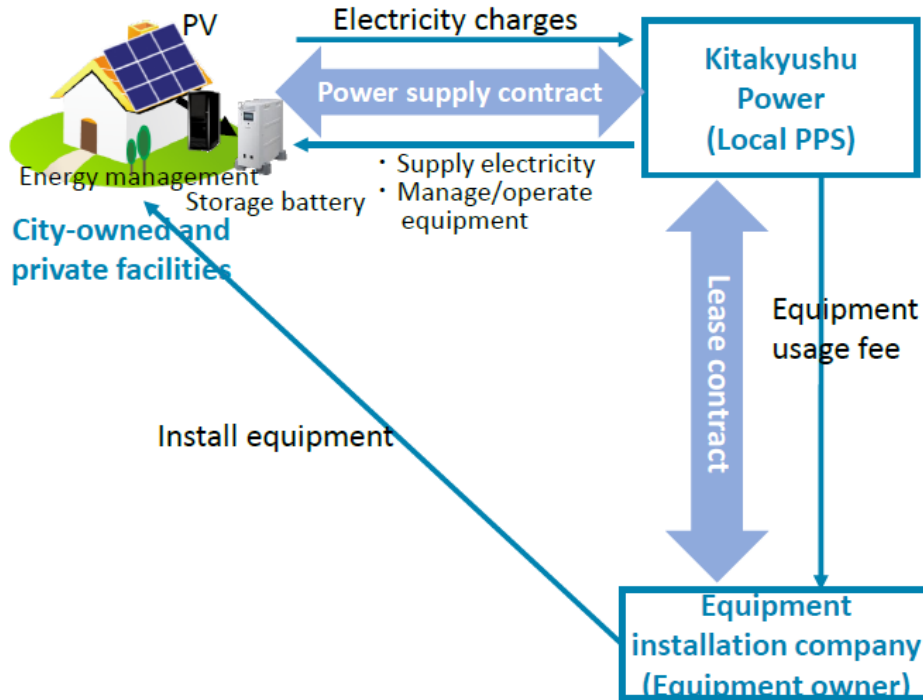 PV
Electricity charges
Power supply contract
Kitakyushu
Power
(Local PPS)
・Supply electricity
・Manage/operate
equipment
Energy management
Storage battery
City-owned and
private facilities
Lease contract
Equipment
usage fee
Install equipment
Equipment
installation company
(Equipment owner)